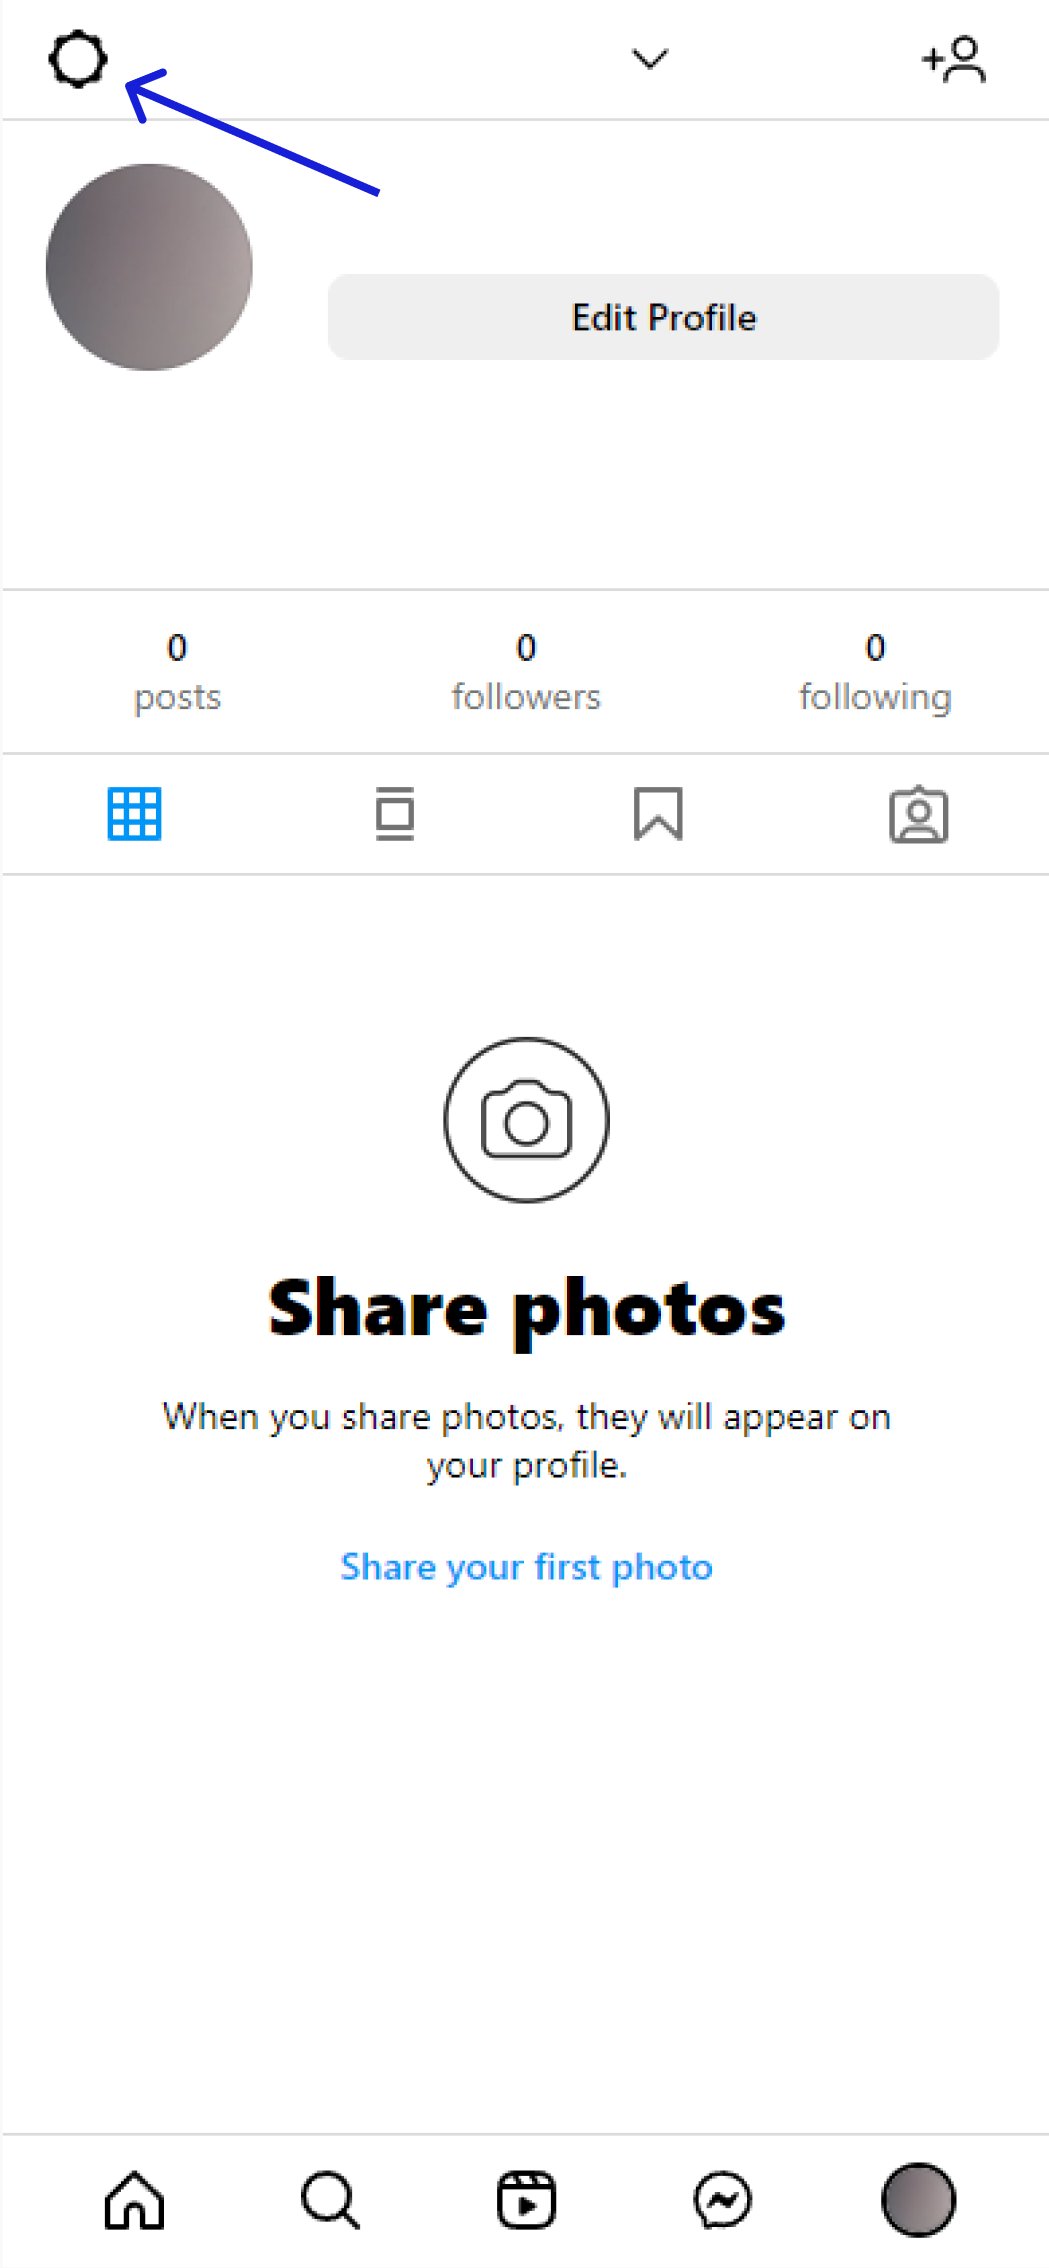 Edit Profile
0 0 0
posts followers following
Share photos
When you share photos, they will appear on
your profile.
Share your first photo